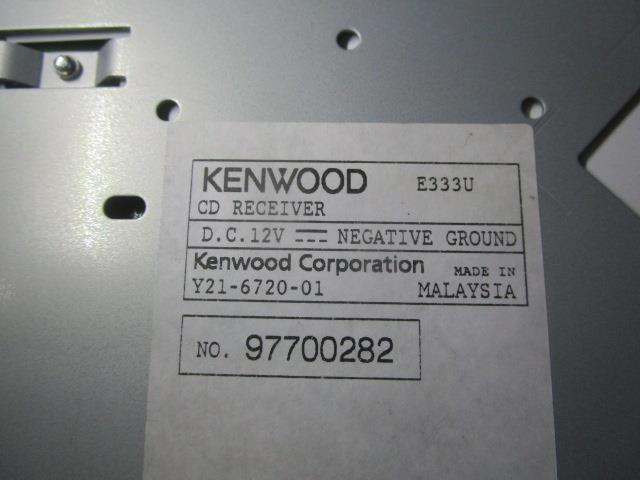 KENWOOD E333U
CD RECEIVER
D.C.12V ⎓ NEGATIVE GROUND
Kenwood Corporation MADE IN
Y21-6720-01 MALAYSIA
NO. 97700282